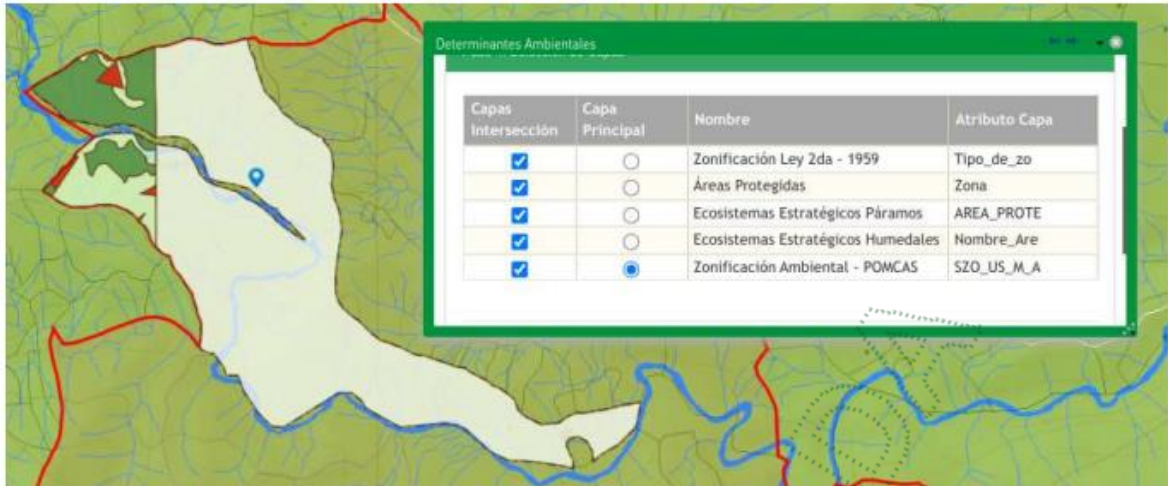 Determinantes Ambientales
Capas Intersección
Capa Principal
Nombre
Atributo Capa
Zonificación Ley 2da - 1959
Tipo_de_zo
Áreas Protegidas
Zona
Ecosistemas Estratégicos Páramos
AREA_PROTE
Ecosistemas Estratégicos Humedales
Nombre_Are
Zonificación Ambiental - POMCAS
SZO_US_M_A